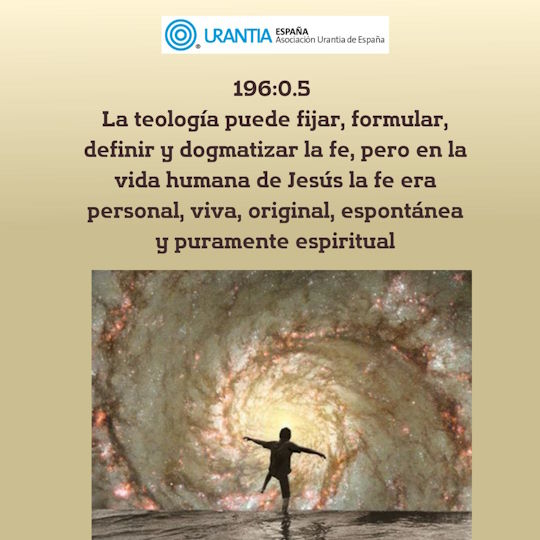 URANTIA ESPAÑA
® Asociación Urantia de España
196:0.5
La teología puede fijar, formular,
definir y dogmatizar la fe, pero en la
vida humana de Jesús la fe era
personal, viva, original, espontánea
y puramente espiritual